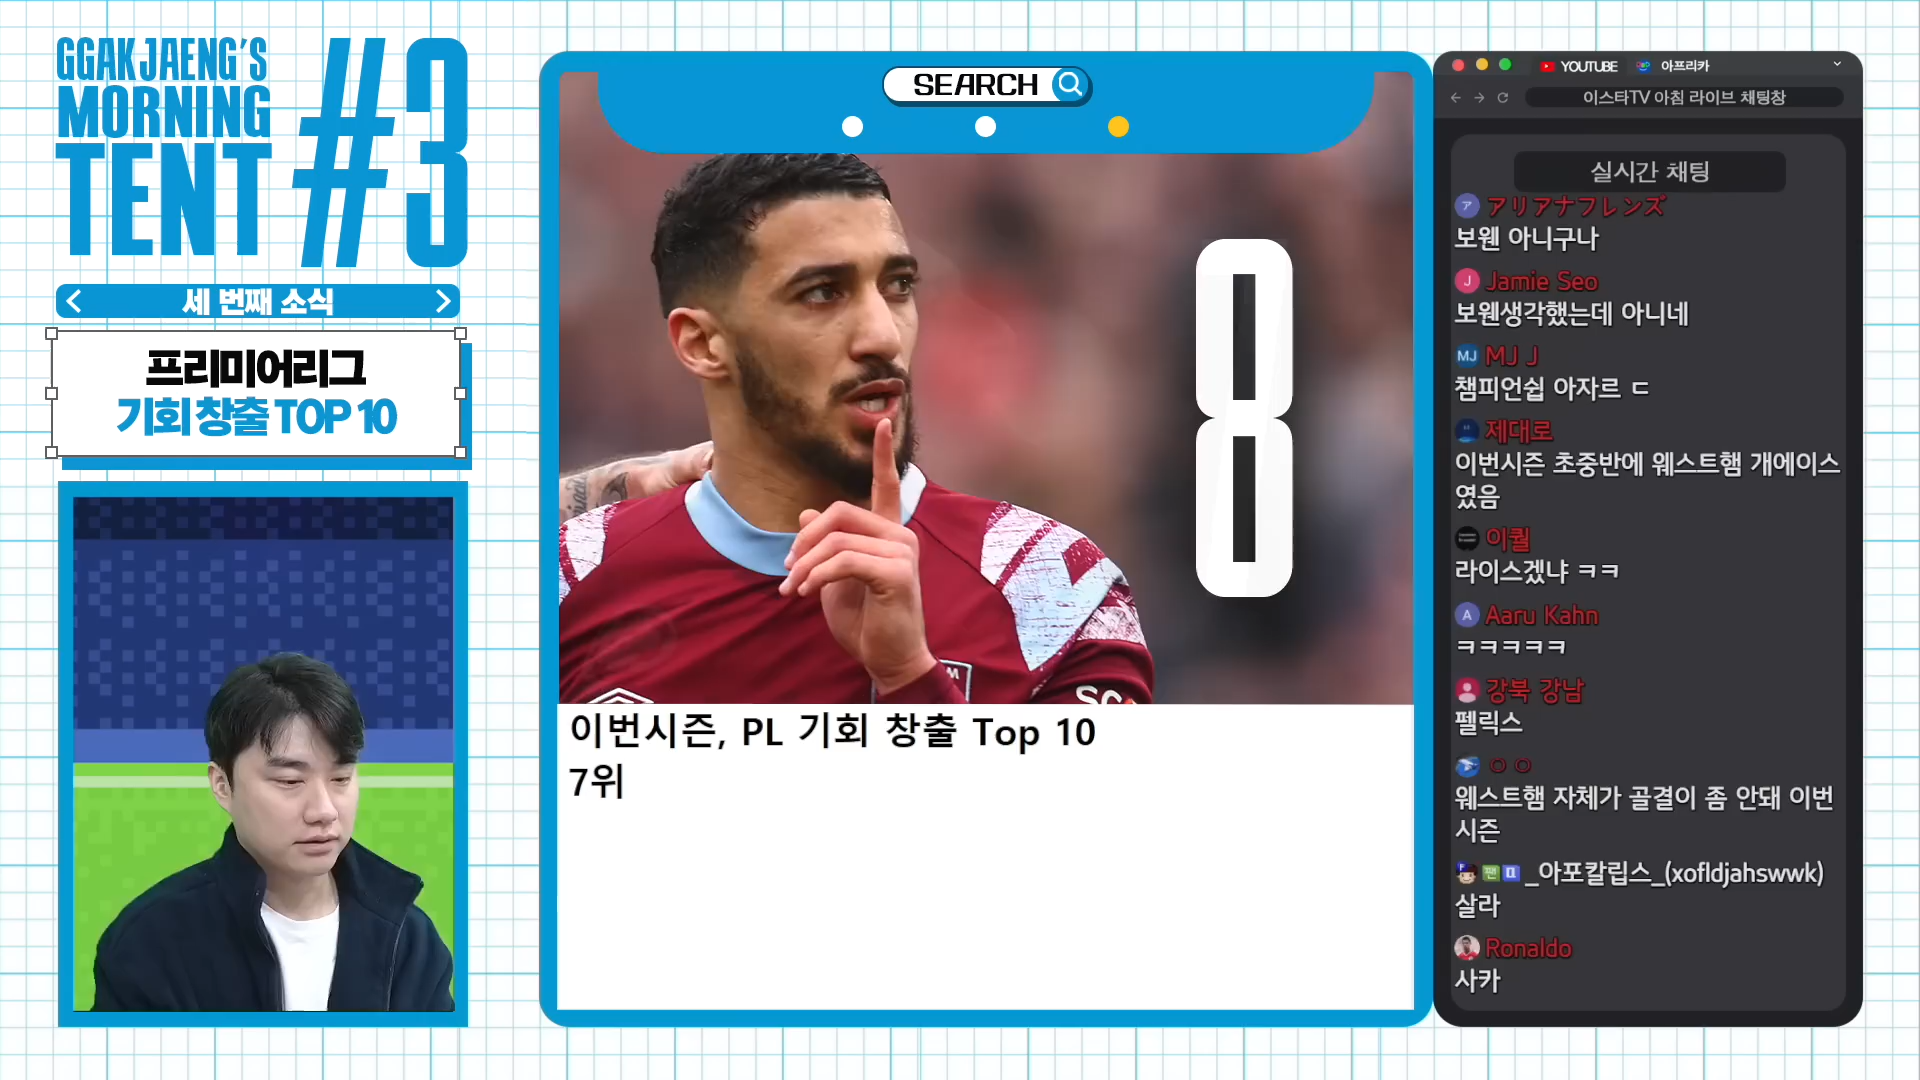 GGAKJAENG'S
MORNING
TENT
#3
세 번째 소식
프리미어리그
기회 창출 TOP 10
SEARCH
8
이번시즌, PL 기회 창출 Top 10
7위
YOUTUBE
아프리카
이스타TV 아침 라이브 채팅창
실시간 채팅
ア アリアナフレンズ
보웬 아니구나
J Jamie Seo
보웬생각했는데 아니네
MJ MJ J
챔피언쉽 아자르 ㄷ
제대로
이번시즌 초중반에 웨스트햄 개에이스
였음
이퀄
라이스겠냐 ㅋㅋ
A Aaru Kahn
ㅋㅋㅋㅋㅋ
강북 강남
펠릭스
ㅇ ㅇ
웨스트햄 자체가 골결이 좀 안돼 이번
시즌
_아포칼립스_(xofldjahswwk)
살라
Ronaldo
사카